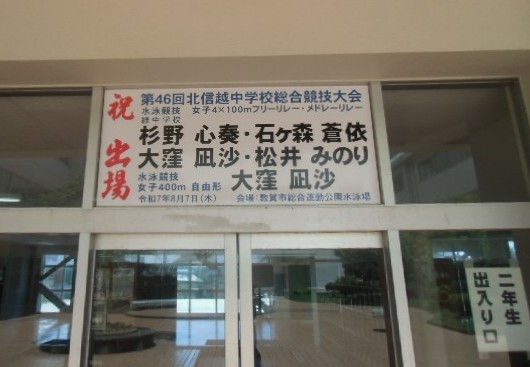 祝
出場
第46回北信越中学校総合競技大会
水泳競技 女子4×100mフリーリレー・メドレーリレー
緑中学校
杉野 心奏・石ケ森 蒼依
大窪 凪沙・松井 みのり
水泳競技
女子400m 自由形 大窪 凪沙
令和7年8月7日(木) 会場:敦賀市総合運動公園水泳場
二年生
出入り口